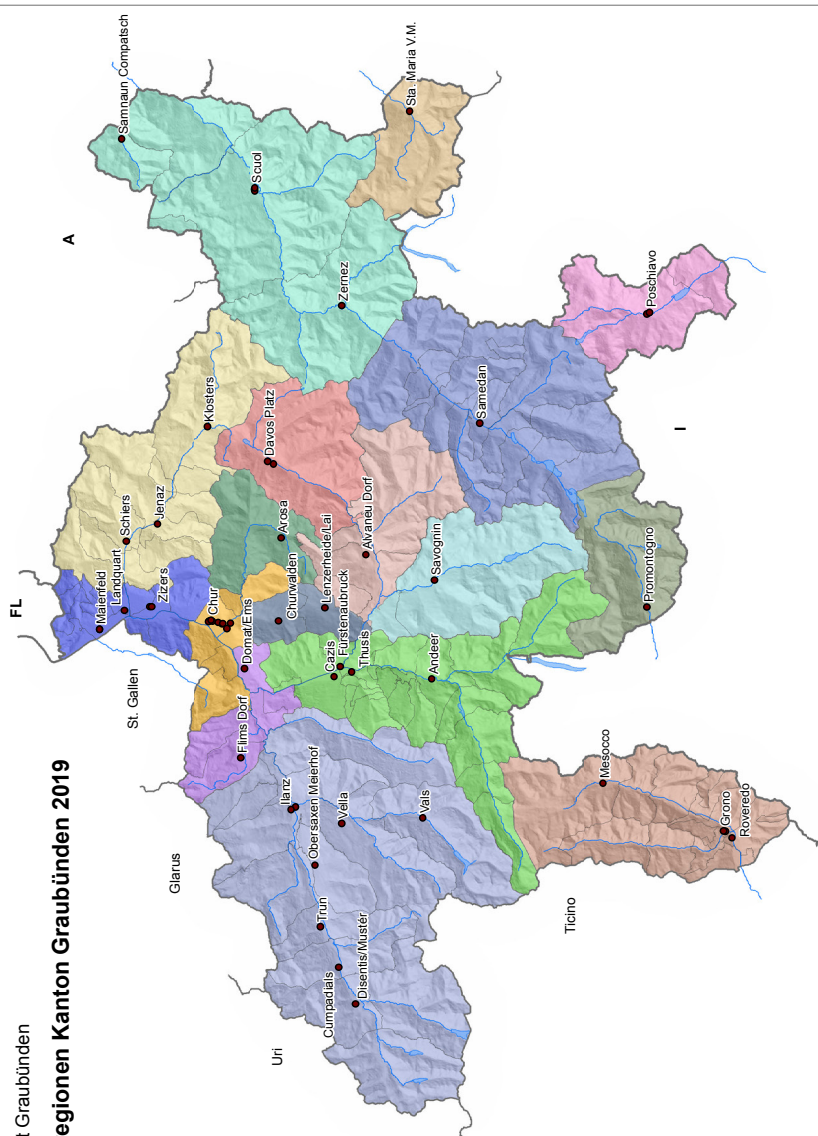 t Graubünden
egionen Kanton Graubünden 2019
FL
A
I
St. Gallen
Glarus
Uri
Ticino
Samnaun Compatsch
Scuol
Sta. Maria V.M.
Zernez
Poschiavo
Samedan
Klosters
Davos Platz
Jenaz
Schiers
Landquart
Maienfeld
Zizers
Chur
Arosa
Churwalden
Lenzerheide/Lai
Alvaneu Dorf
Savognin
Promontogno
Domat/Ems
Cazis
Fürstenaubruck
Thusis
Andeer
Flims Dorf
Ilanz
Obersaxen Meierhof
Vella
Vals
Trun
Cumpadials
Disentis/Mustér
Mesocco
Grono
Roveredo